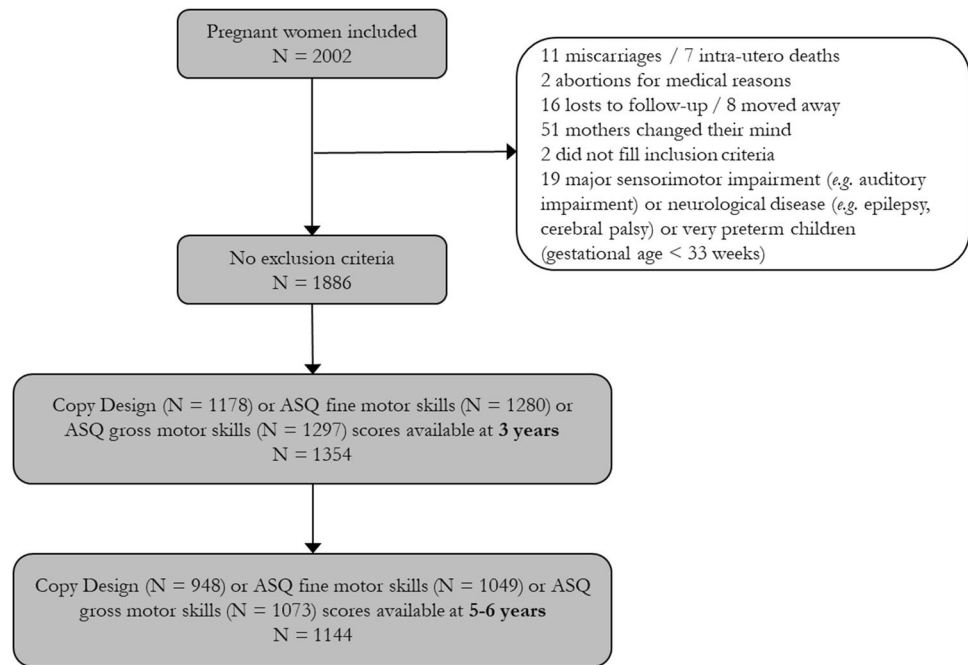 Pregnant women included
N = 2002
11 miscarriages / 7 intra-utero deaths
2 abortions for medical reasons
16 losts to follow-up / 8 moved away
51 mothers changed their mind
2 did not fill inclusion criteria
19 major sensorimotor impairment (e.g. auditory
impairment) or neurological disease (e.g. epilepsy,
cerebral palsy) or very preterm children
(gestational age < 33 weeks)
No exclusion criteria
N = 1886
Copy Design (N = 1178) or ASQ fine motor skills (N = 1280) or
ASQ gross motor skills (N = 1297) scores available at 3 years
N = 1354
Copy Design (N = 948) or ASQ fine motor skills (N = 1049) or ASQ
gross motor skills (N = 1073) scores available at 5-6 years
N = 1144